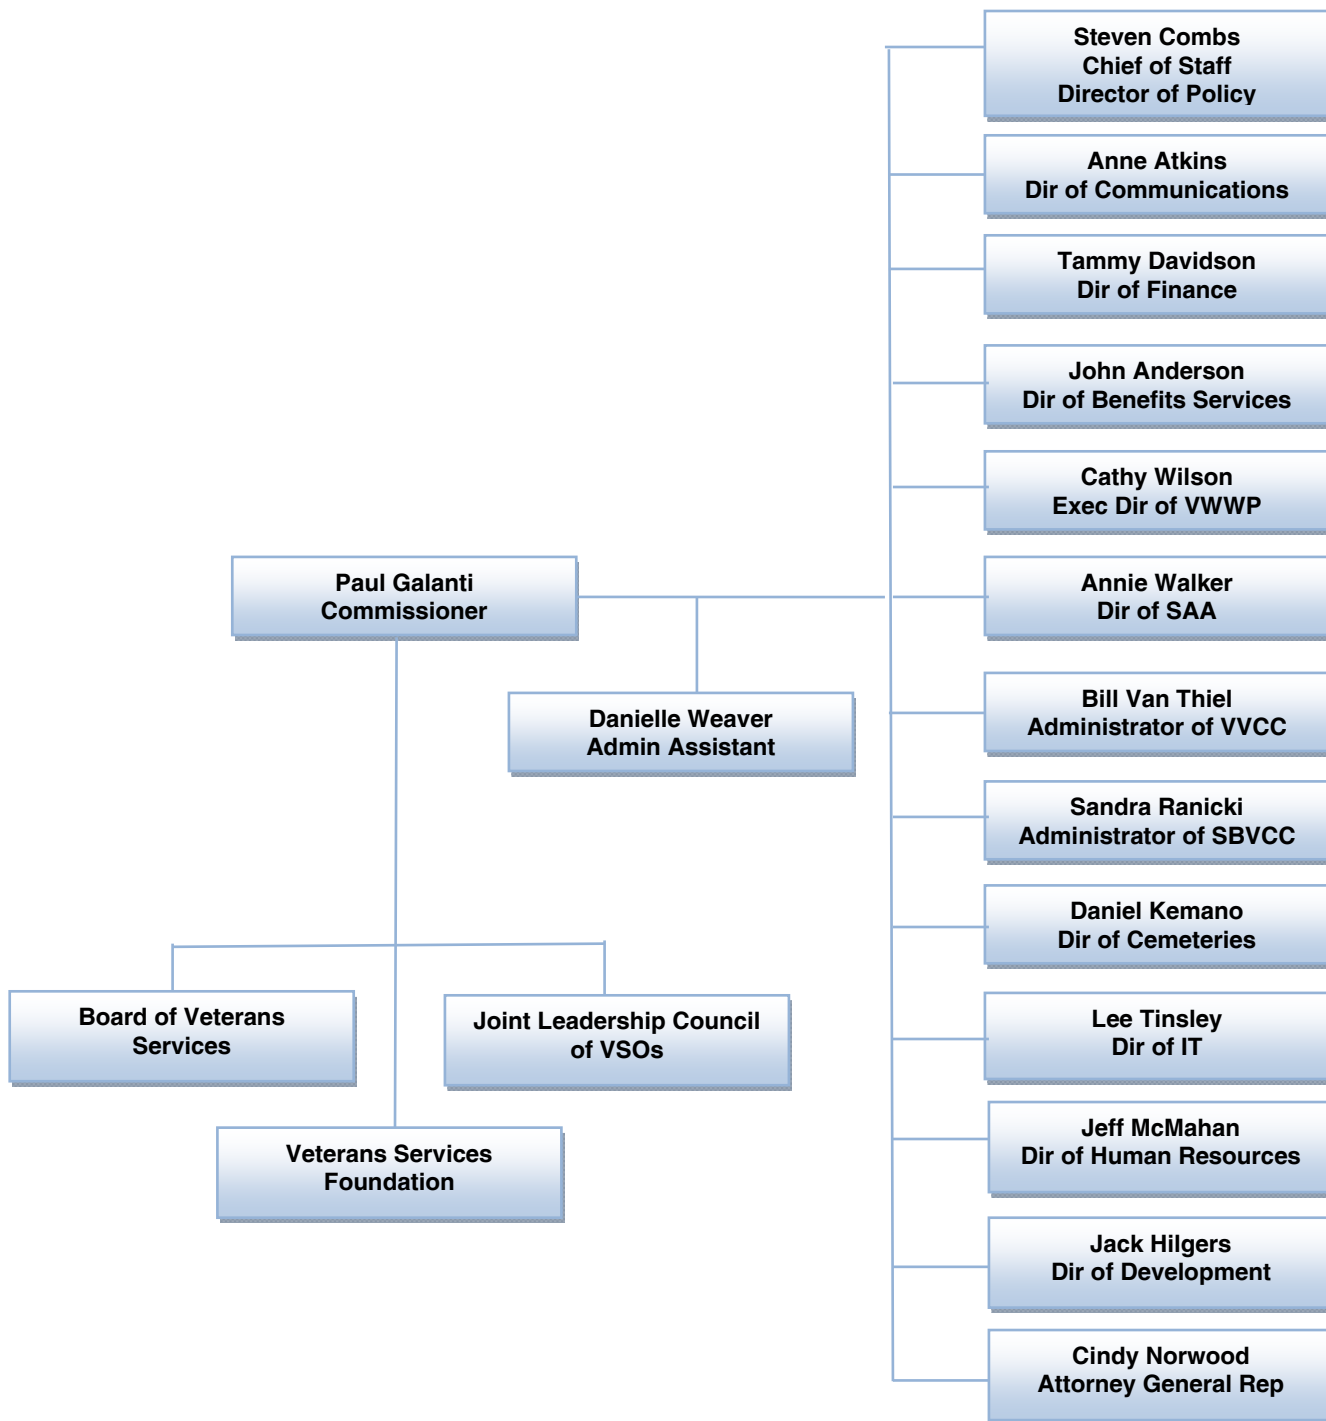 Steven Combs
Chief of Staff
Director of Policy
Anne Atkins
Dir of Communications
Tammy Davidson
Dir of Finance
John Anderson
Dir of Benefits Services
Cathy Wilson
Exec Dir of VWWP
Paul Galanti
Commissioner
Annie Walker
Dir of SAA
Danielle Weaver
Admin Assistant
Bill Van Thiel
Administrator of VVCC
Sandra Ranicki
Administrator of SBVCC
Daniel Kemano
Dir of Cemeteries
Board of Veterans
Services
Joint Leadership Council
of VSOs
Lee Tinsley
Dir of IT
Veterans Services
Foundation
Jeff McMahan
Dir of Human Resources
Jack Hilgers
Dir of Development
Cindy Norwood
Attorney General Rep